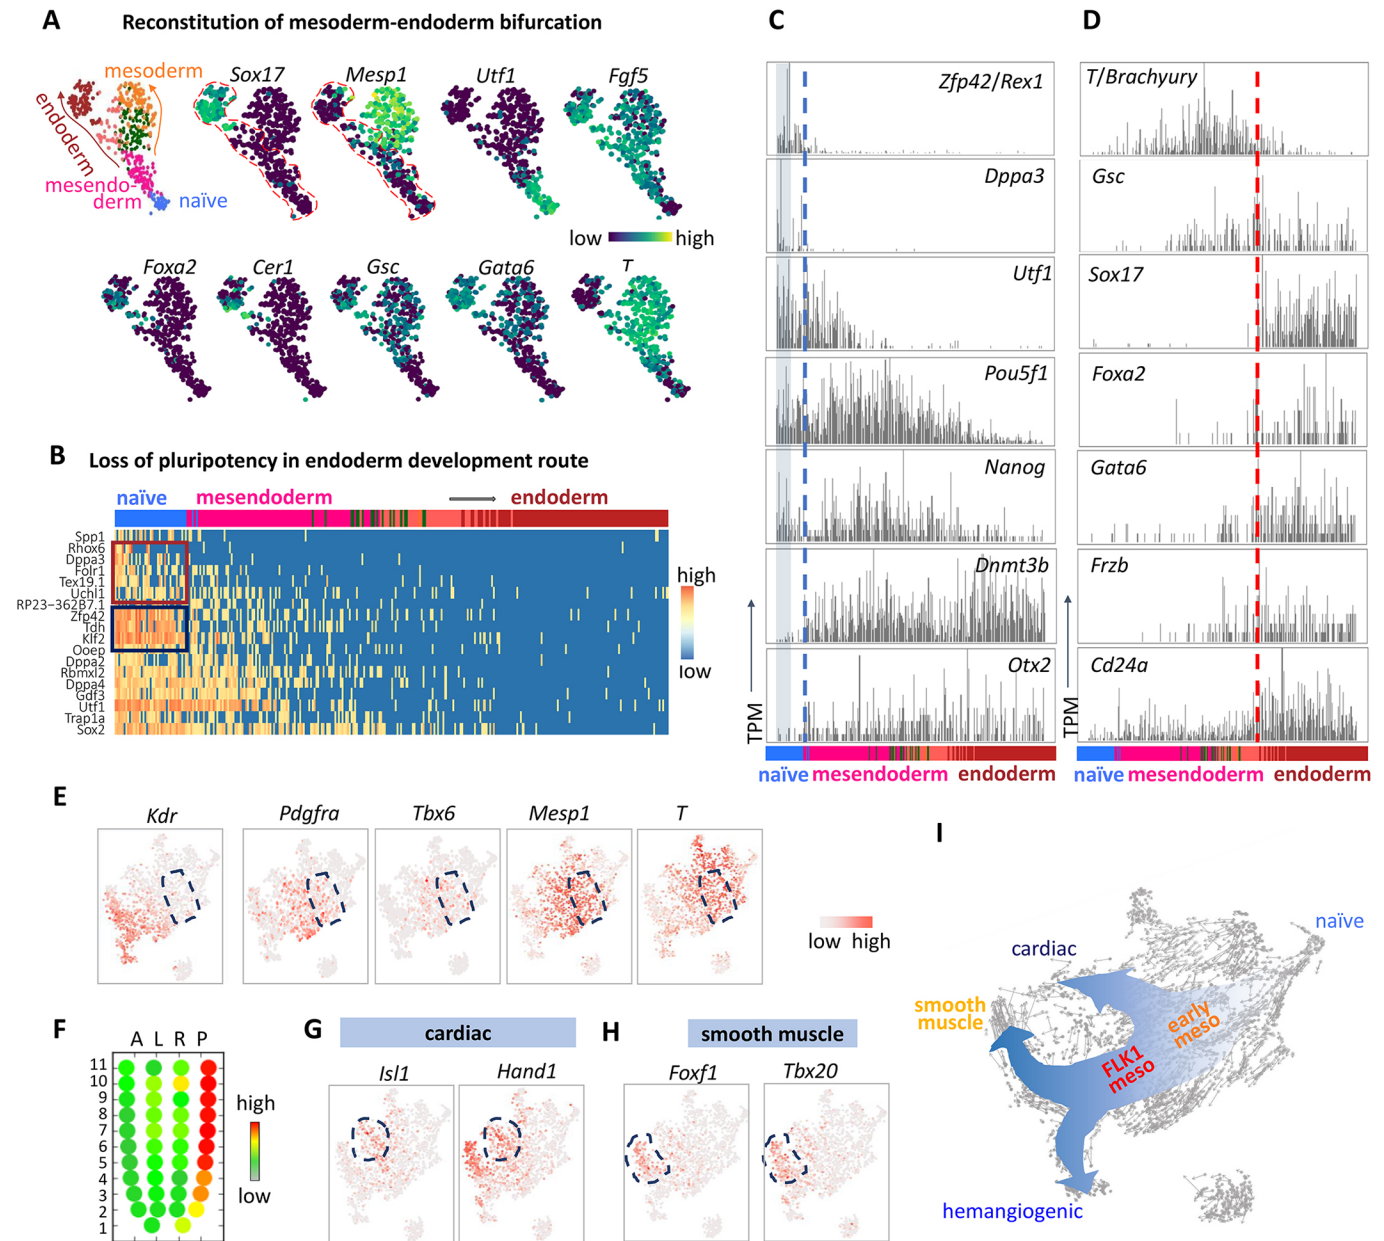 A
Reconstitution of mesoderm-endoderm bifurcation
mesoderm
endoderm
mesendo-
derm
naïve
Sox17
Mesp1
Utf1
Fgf5
low
high
Foxa2
Cer1
Gsc
Gata6
T
B
Loss of pluripotency in endoderm development route
naïve
mesendoderm
endoderm
Spp1
Rhox6
Dppa3
Folr1
Tex19.1
Uchl1
RP23−362B7.1
Zfp42
Tdh
Klf2
Ooep
Dppa2
Rbmxl2
Dppa4
Gdf3
Utf1
Trap1a
Sox2
high
low
C
Zfp42/Rex1
Dppa3
Utf1
Pou5f1
Nanog
Dnmt3b
Otx2
TPM
naïve
mesendoderm
endoderm
D
T/Brachyury
Gsc
Sox17
Foxa2
Gata6
Frzb
Cd24a
TPM
naïve
mesendoderm
endoderm
E
Kdr
Pdgfra
Tbx6
Mesp1
T
low high
F
A L R P
11
10
9
8
7
6
5
4
3
2
1
high
low
G
cardiac
Isl1
Hand1
H
smooth muscle
Foxf1
Tbx20
I
naïve
cardiac
smooth
muscle
early
meso
FLK1
meso
hemangiogenic